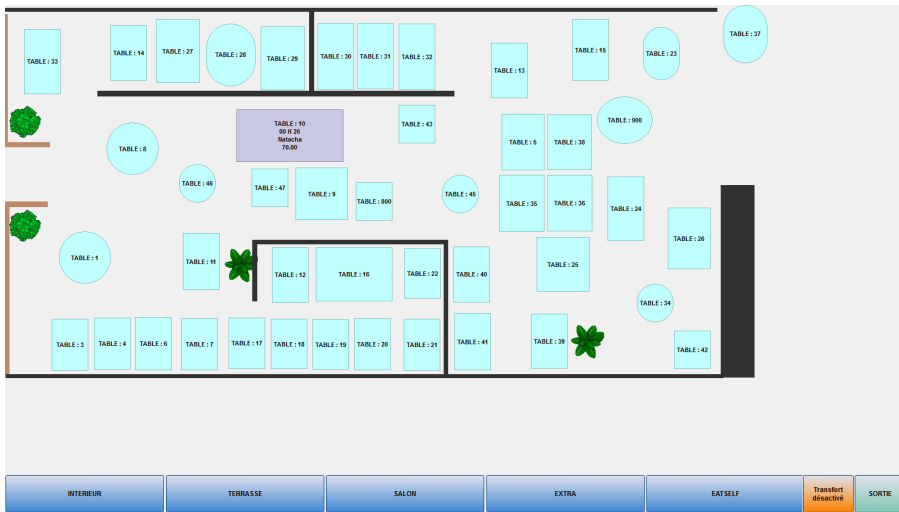 TABLE : 33
TABLE : 14
TABLE : 27
TABLE : 28
TABLE : 29
TABLE : 30
TABLE : 31
TABLE : 32
TABLE : 13
TABLE : 15
TABLE : 23
TABLE : 37
TABLE : 10
00 H 26
Natacha
70.00
TABLE : 43
TABLE : 8
TABLE : 5
TABLE : 38
TABLE : 900
TABLE : 46
TABLE : 47
TABLE : 9
TABLE : 800
TABLE : 45
TABLE : 35
TABLE : 36
TABLE : 24
TABLE : 26
TABLE : 1
TABLE : 11
TABLE : 12
TABLE : 16
TABLE : 22
TABLE : 40
TABLE : 25
TABLE : 34
TABLE : 3
TABLE : 4
TABLE : 6
TABLE : 7
TABLE : 17
TABLE : 18
TABLE : 19
TABLE : 20
TABLE : 21
TABLE : 41
TABLE : 39
TABLE : 42
INTERIEUR
TERRASSE
SALON
EXTRA
EATSELF
Transfert
désactivé
SORTIE